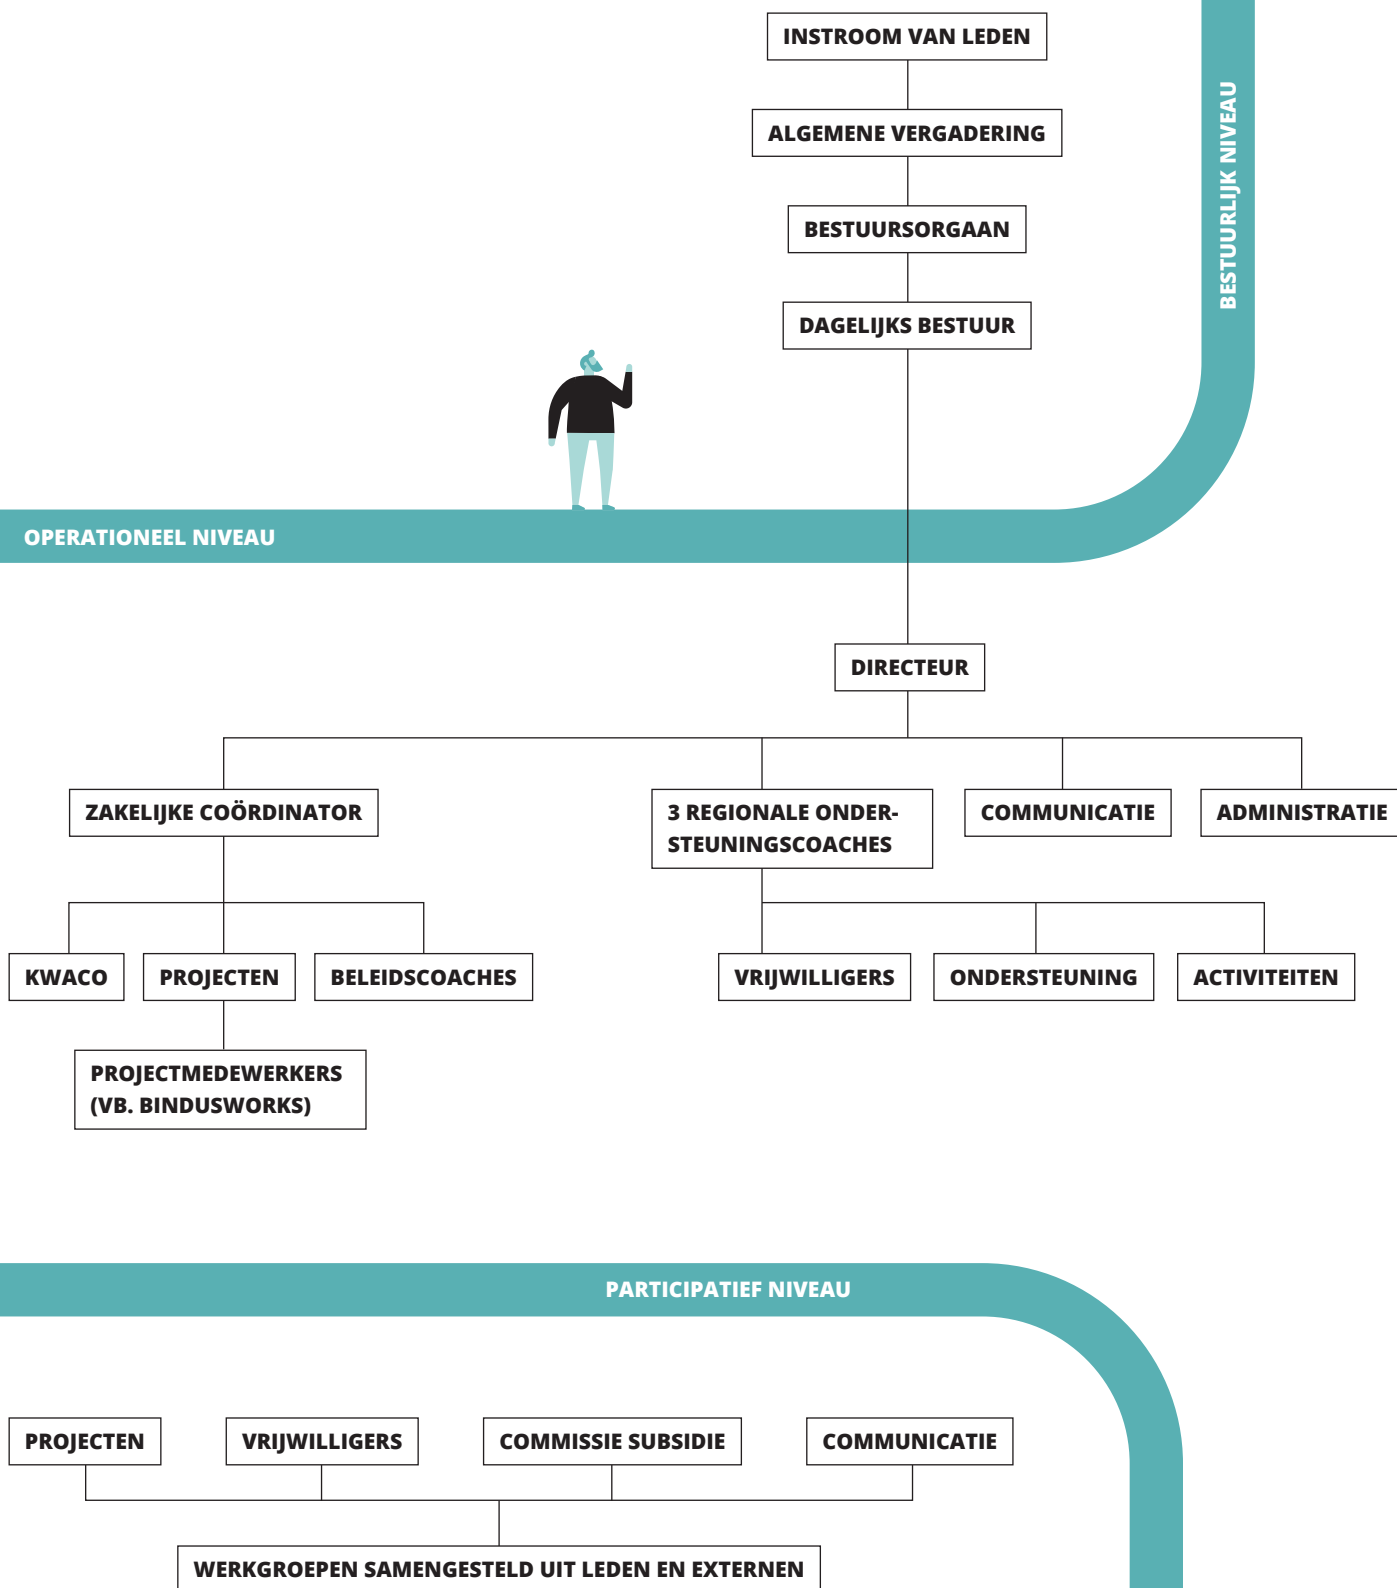 INSTROOM VAN LEDEN
ALGEMENE VERGADERING
BESTUURSORGAAN
DAGELIJKS BESTUUR
BESTUURLIJK NIVEAU
OPERATIONEEL NIVEAU
DIRECTEUR
ZAKELIJKE COÖRDINATOR
3 REGIONALE ONDER-
STEUNINGSCOACHES
COMMUNICATIE
ADMINISTRATIE
KWACO
PROJECTEN
BELEIDSCOACHES
VRIJWILLIGERS
ONDERSTEUNING
ACTIVITEITEN
PROJECTMEDEWERKERS
(VB. BINDUSWORKS)
PARTICIPATIEF NIVEAU
PROJECTEN
VRIJWILLIGERS
COMMISSIE SUBSIDIE
COMMUNICATIE
WERKGROEPEN SAMENGESTELD UIT LEDEN EN EXTERNEN